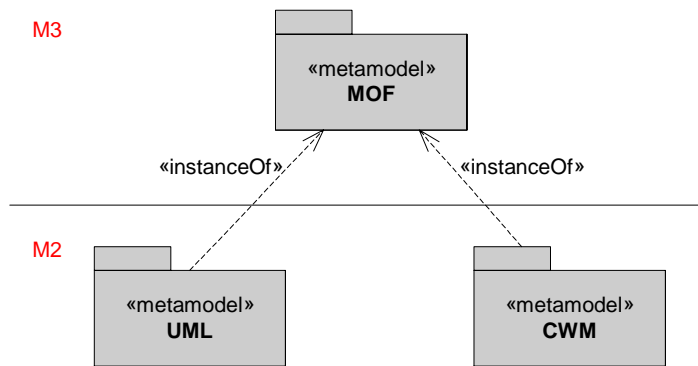 M3
«metamodel»
MOF
«instanceOf»
«instanceOf»
M2
«metamodel»
UML
«metamodel»
CWM